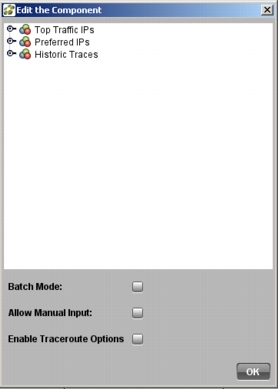 Edit the Component
Top Traffic IPs
Preferred IPs
Historic Traces
Batch Mode:
Allow Manual Input:
Enable Traceroute Options
OK